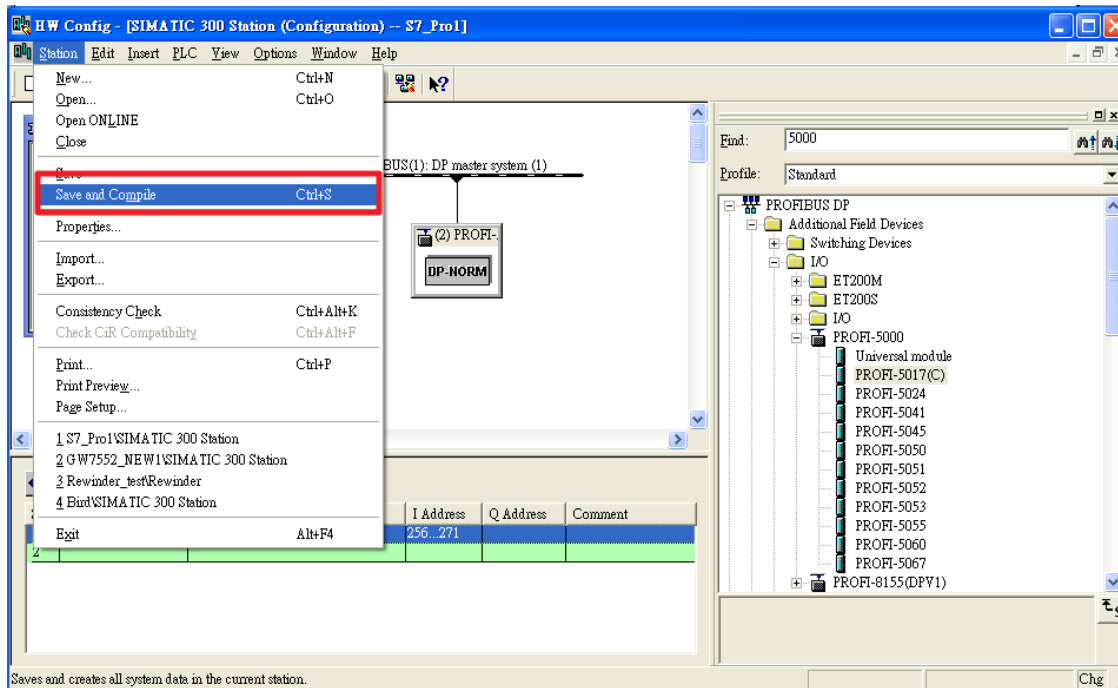 HW Config - [SIMATIC 300 Station (Configuration) -- S7_Pro1]
Station Edit Insert PLC View Options Window Help
New... Ctrl+N
Open... Ctrl+O
Open ONLINE
Close
Save and Compile Ctrl+S
Properties...
Import...
Export...
Consistency Check Ctrl+Alt+K
Check CiR Compatibility Ctrl+Alt+F
Print... Ctrl+P
Print Preview...
Page Setup...
1 S7_Pro1\SIMATIC 300 Station
2 GW7552_NEW1\SIMATIC 300 Station
3 Rewinder_test\Rewinder
4 Bird\SIMATIC 300 Station
Exit Alt+F4
BUS(1): DP master system (1)
(2) PROFI-
DP-NORM
I Address Q Address Comment
256...271
2
Find: 5000
Profile: Standard
PROFIBUS DP
Additional Field Devices
Switching Devices
I/O
ET200M
ET200S
I/O
PROFI-5000
Universal module
PROFI-5017(C)
PROFI-5024
PROFI-5041
PROFI-5045
PROFI-5050
PROFI-5051
PROFI-5052
PROFI-5053
PROFI-5055
PROFI-5060
PROFI-5067
PROFI-8155(DPV1)
Saves and creates all system data in the current station.
Chg